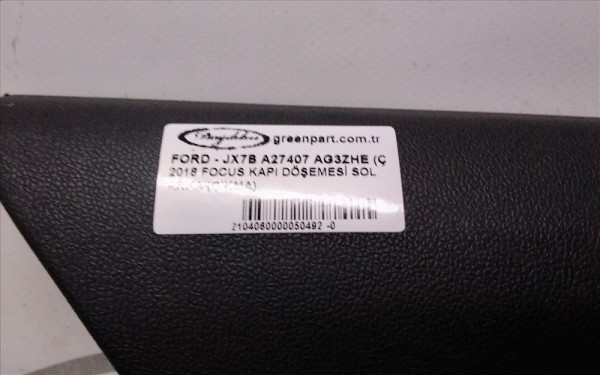 greenpart.com.tr
FORD - JX7B A27407 AG3ZHE (Ç
2018 FOCUS KAPI DÖŞEMESİ SOL
2104060000050492 -0